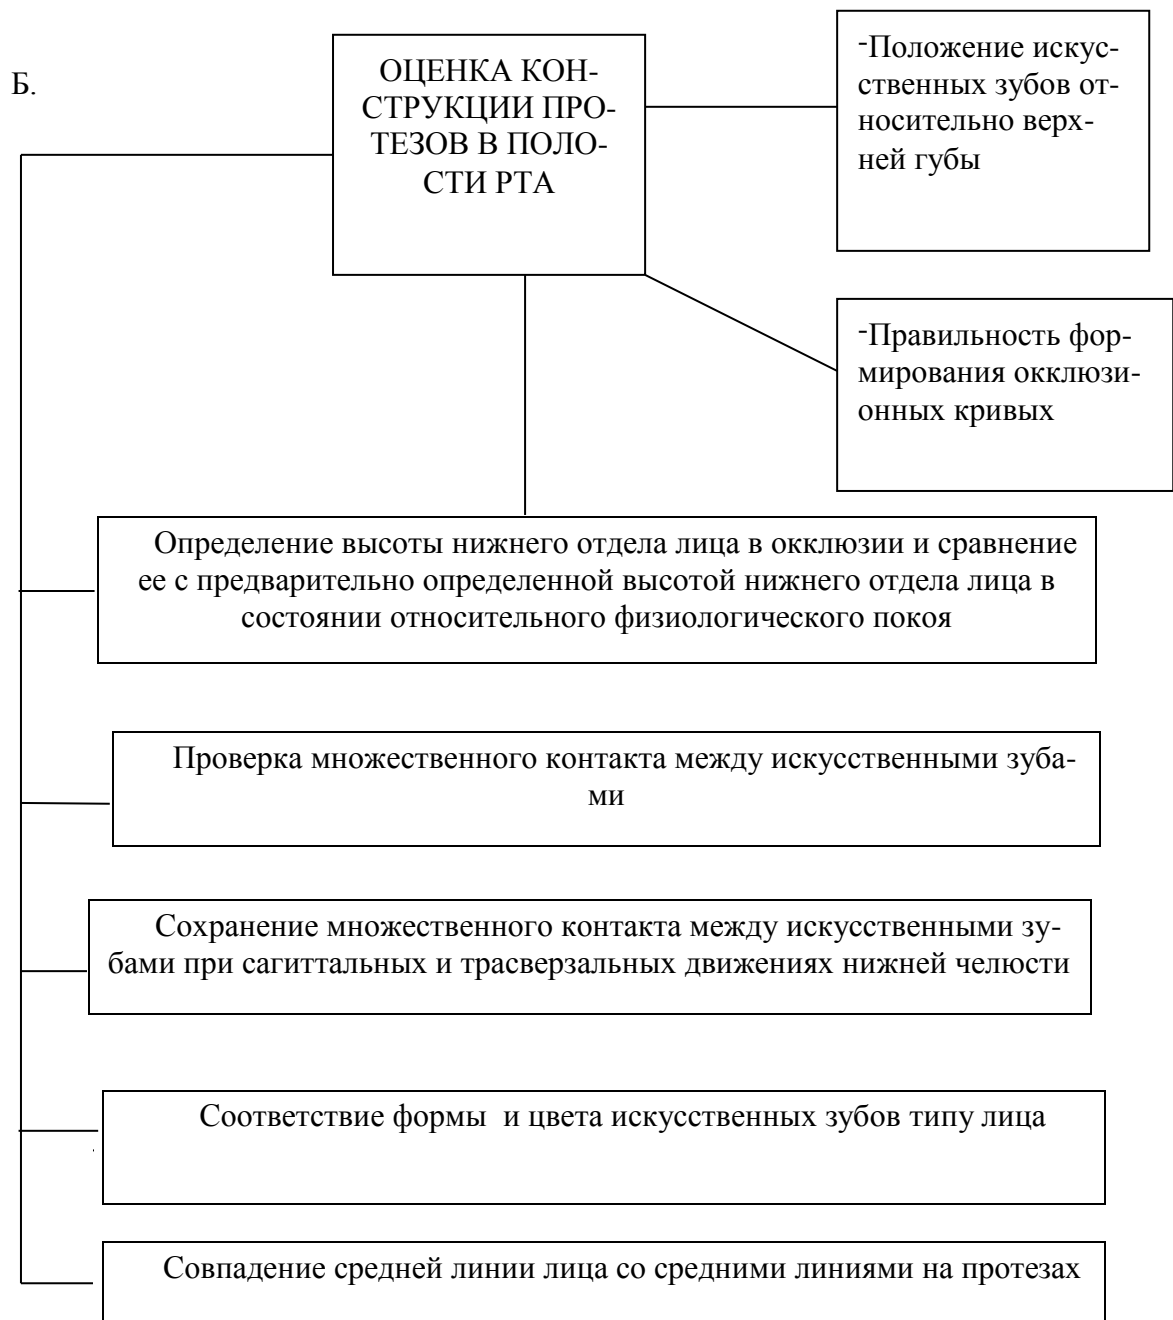 Б.
ОЦЕНКА КОН-
СТРУКЦИИ ПРО-
ТЕЗОВ В ПОЛО-
СТИ РТА
-Положение искус-
ственных зубов от-
носительно верх-
ней губы
-Правильность фор-
мирования окклюзи-
онных кривых
Определение высоты нижнего отдела лица в окклюзии и сравнение
ее с предварительно определенной высотой нижнего отдела лица в
состоянии относительного физиологического покоя
Проверка множественного контакта между искусственными зуба-
ми
Сохранение множественного контакта между искусственными зу-
бами при сагиттальных и трасверзальных движениях нижней челюсти
Соответствие формы и цвета искусственных зубов типу лица
Совпадение средней линии лица со средними линиями на протезах